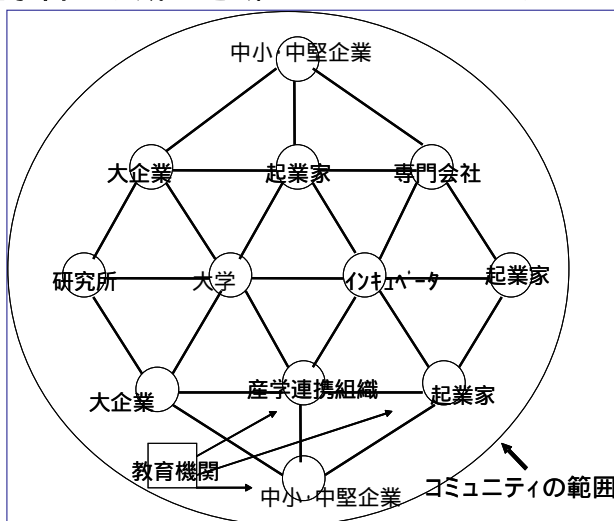 中小・中堅企業
大企業
起業家
専門会社
研究所
大学
インキュベータ
起業家
大企業
産学連携組織
起業家
教育機関
中小・中堅企業
コミュニティの範囲